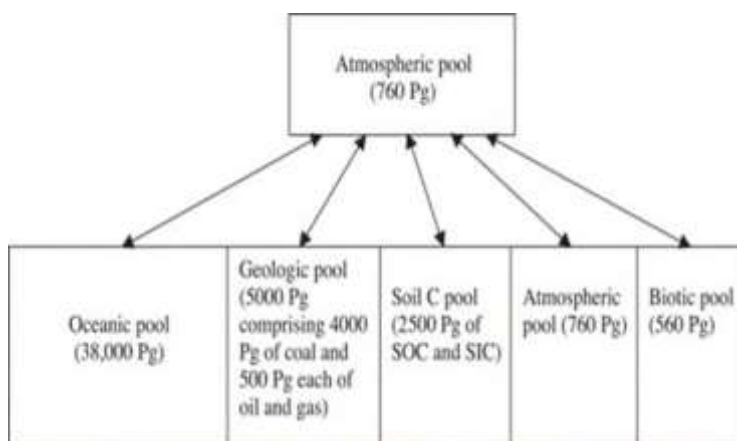 Atmospheric pool
(760 Pg)
Oceanic pool
(38,000 Pg)
Geologic pool
(5000 Pg
comprising 4000
Pg of coal and
500 Pg each of
oil and gas)
Soil C pool
(2500 Pg of
SOC and SIC)
Atmospheric
pool (760 Pg)
Biotic pool
(560 Pg)